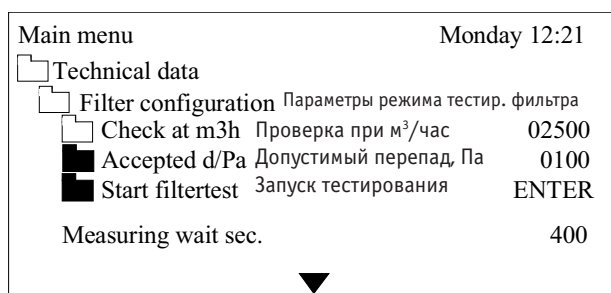 Main menu Monday 12:21
Technical data
Filter configuration Параметры режима тестир. фильтра
Check at m3h Проверка при м³/час 02500
Accepted d/Pa Допустимый перепад, Па 0100
Start filtertest Запуск тестирования ENTER
Measuring wait sec. 400